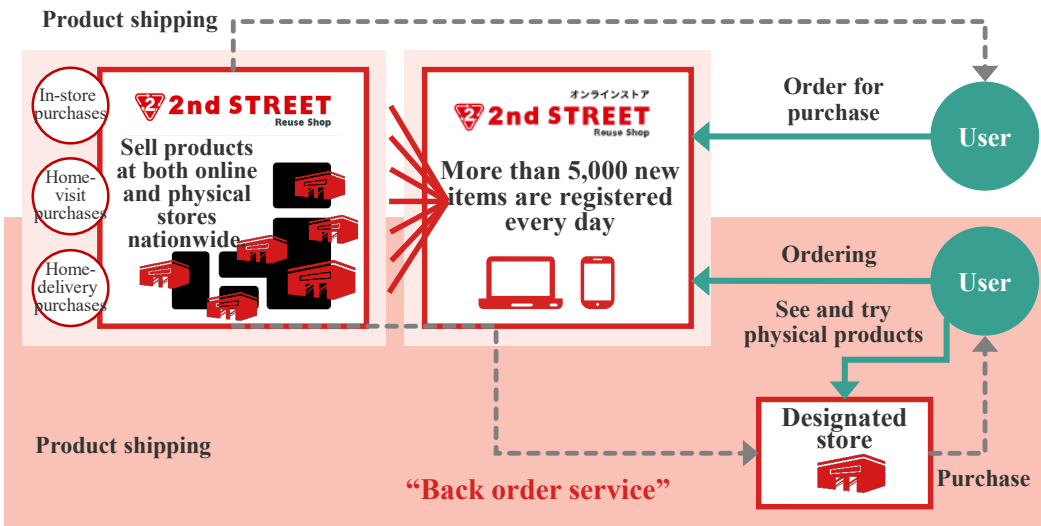 Product shipping
In-store
purchases
Home-
visit
purchases
Home-
delivery
purchases
2 2nd STREET
Reuse Shop
Sell products
at both online
and physical
stores
nationwide
オンラインストア
2 2nd STREET
Reuse Shop
More than 5,000 new
items are registered
every day
Order for
purchase
User
Ordering
User
See and try
physical products
Designated
store
Purchase
Product shipping
“Back order service”